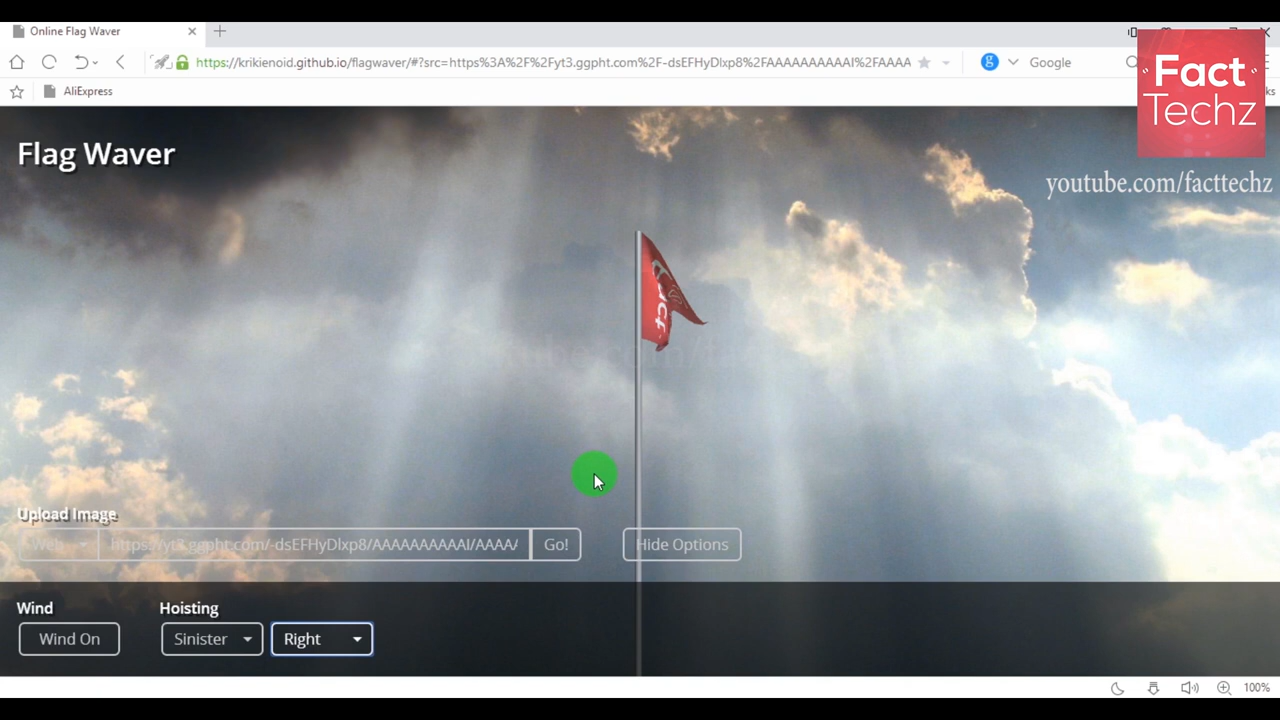 Online Flag Waver
https://krikienoid.github.io/flagwaver/#?src=https%3A%2F%2Fyt3.ggpht.com%2F-dsEFHyDlxp8%2FAAAAAAAAAAI%2FAAAA
Google
AliExpress
ks
Fact
Techz
youtube.com/facttechz
Flag Waver
Upload Image
Web
https://yt3.ggpht.com/-dsEFHyDlxp8/AAAAAAAAAAI/AAAA/
Go!
Hide Options
Wind
Hoisting
Wind On
Sinister
Right
100%